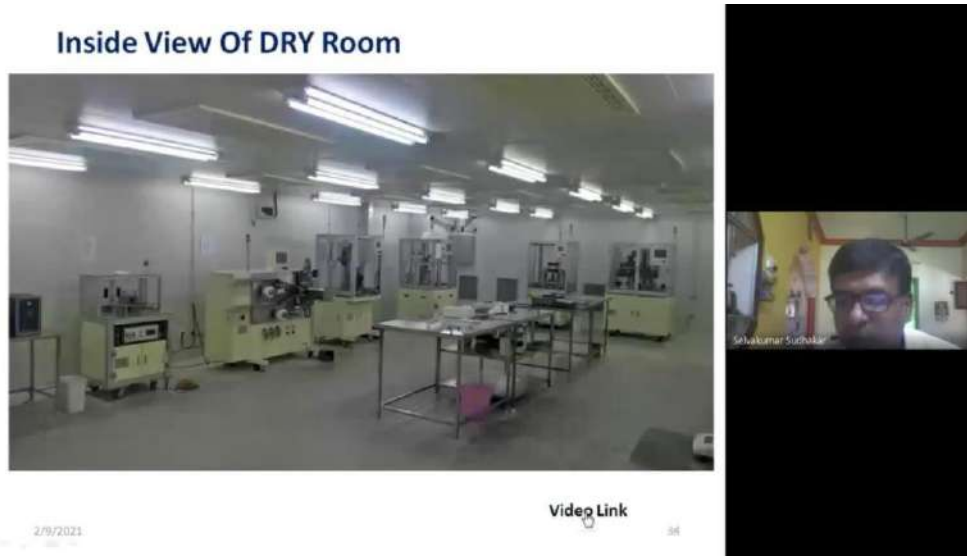 Inside View Of DRY Room
Selvakumar Sudhakar
Video Link
2/9/2021
34